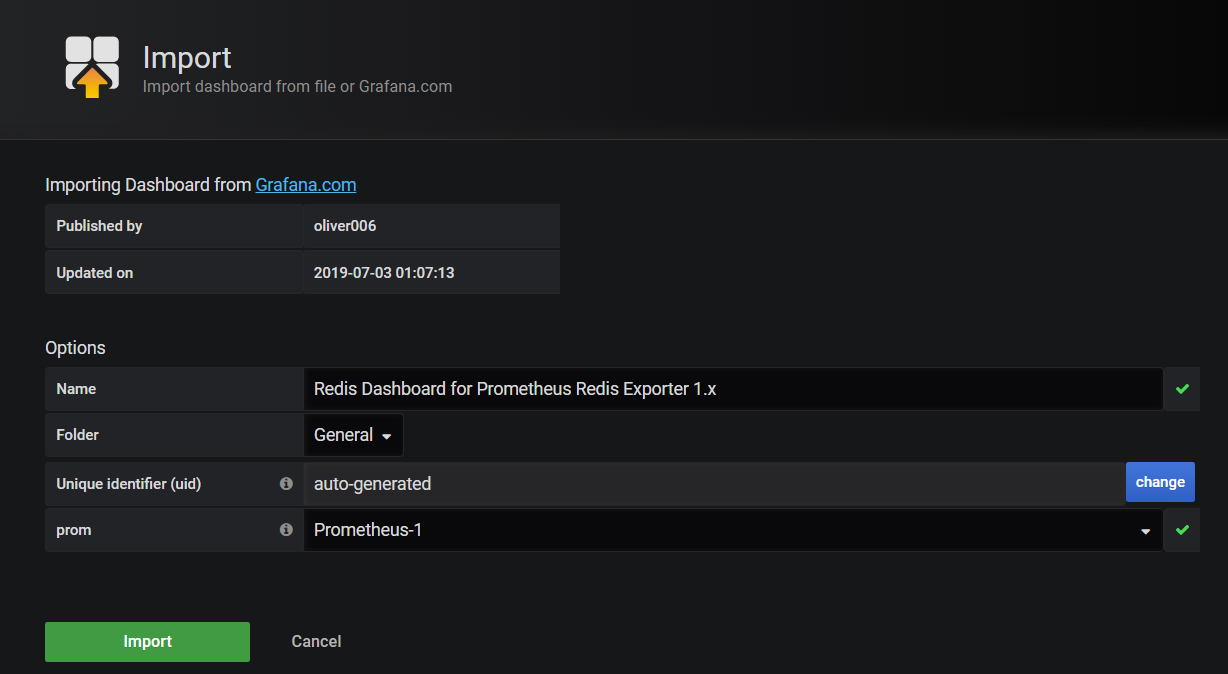 Import
Import dashboard from file or Grafana.com
Importing Dashboard from Grafana.com
Published by oliver006
Updated on 2019-07-03 01:07:13
Options
Name Redis Dashboard for Prometheus Redis Exporter 1.x
Folder General
Unique identifier (uid) auto-generated change
prom Prometheus-1
Import Cancel